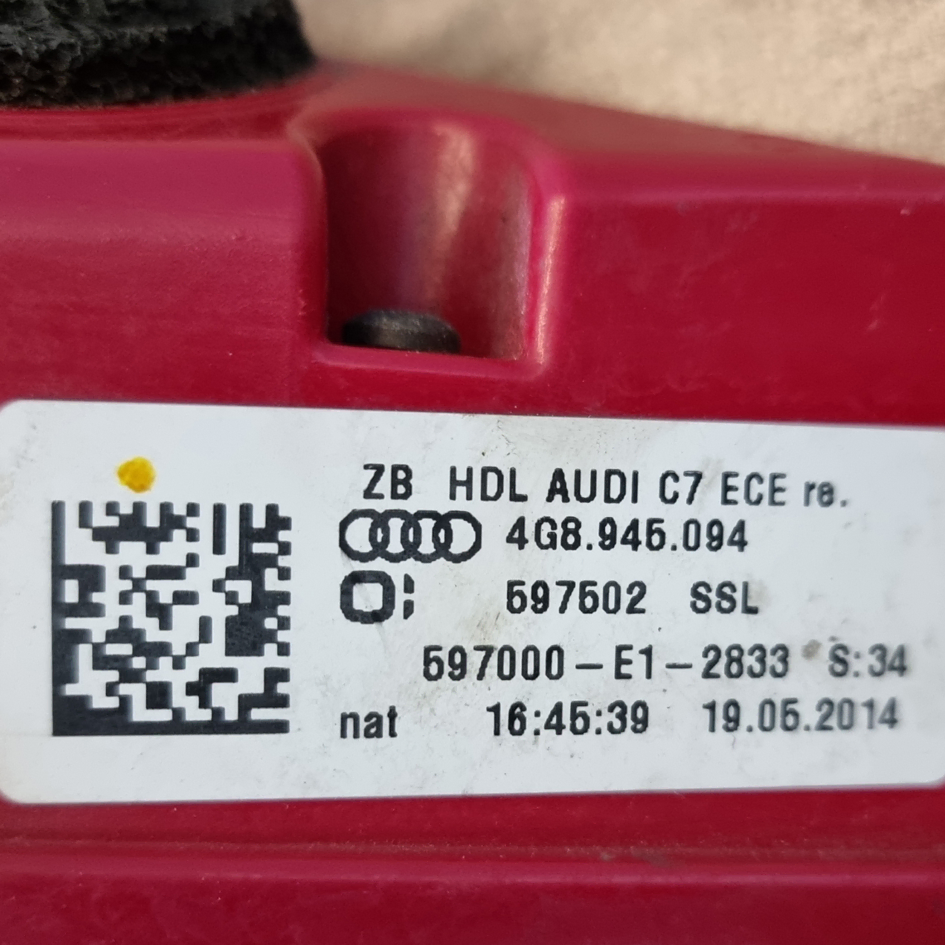 ZB HDL AUDI C7 ECE re.
4G8.945.094
597502 SSL
597000-E1-2833 S:34
nat 16:45:39 19.05.2014